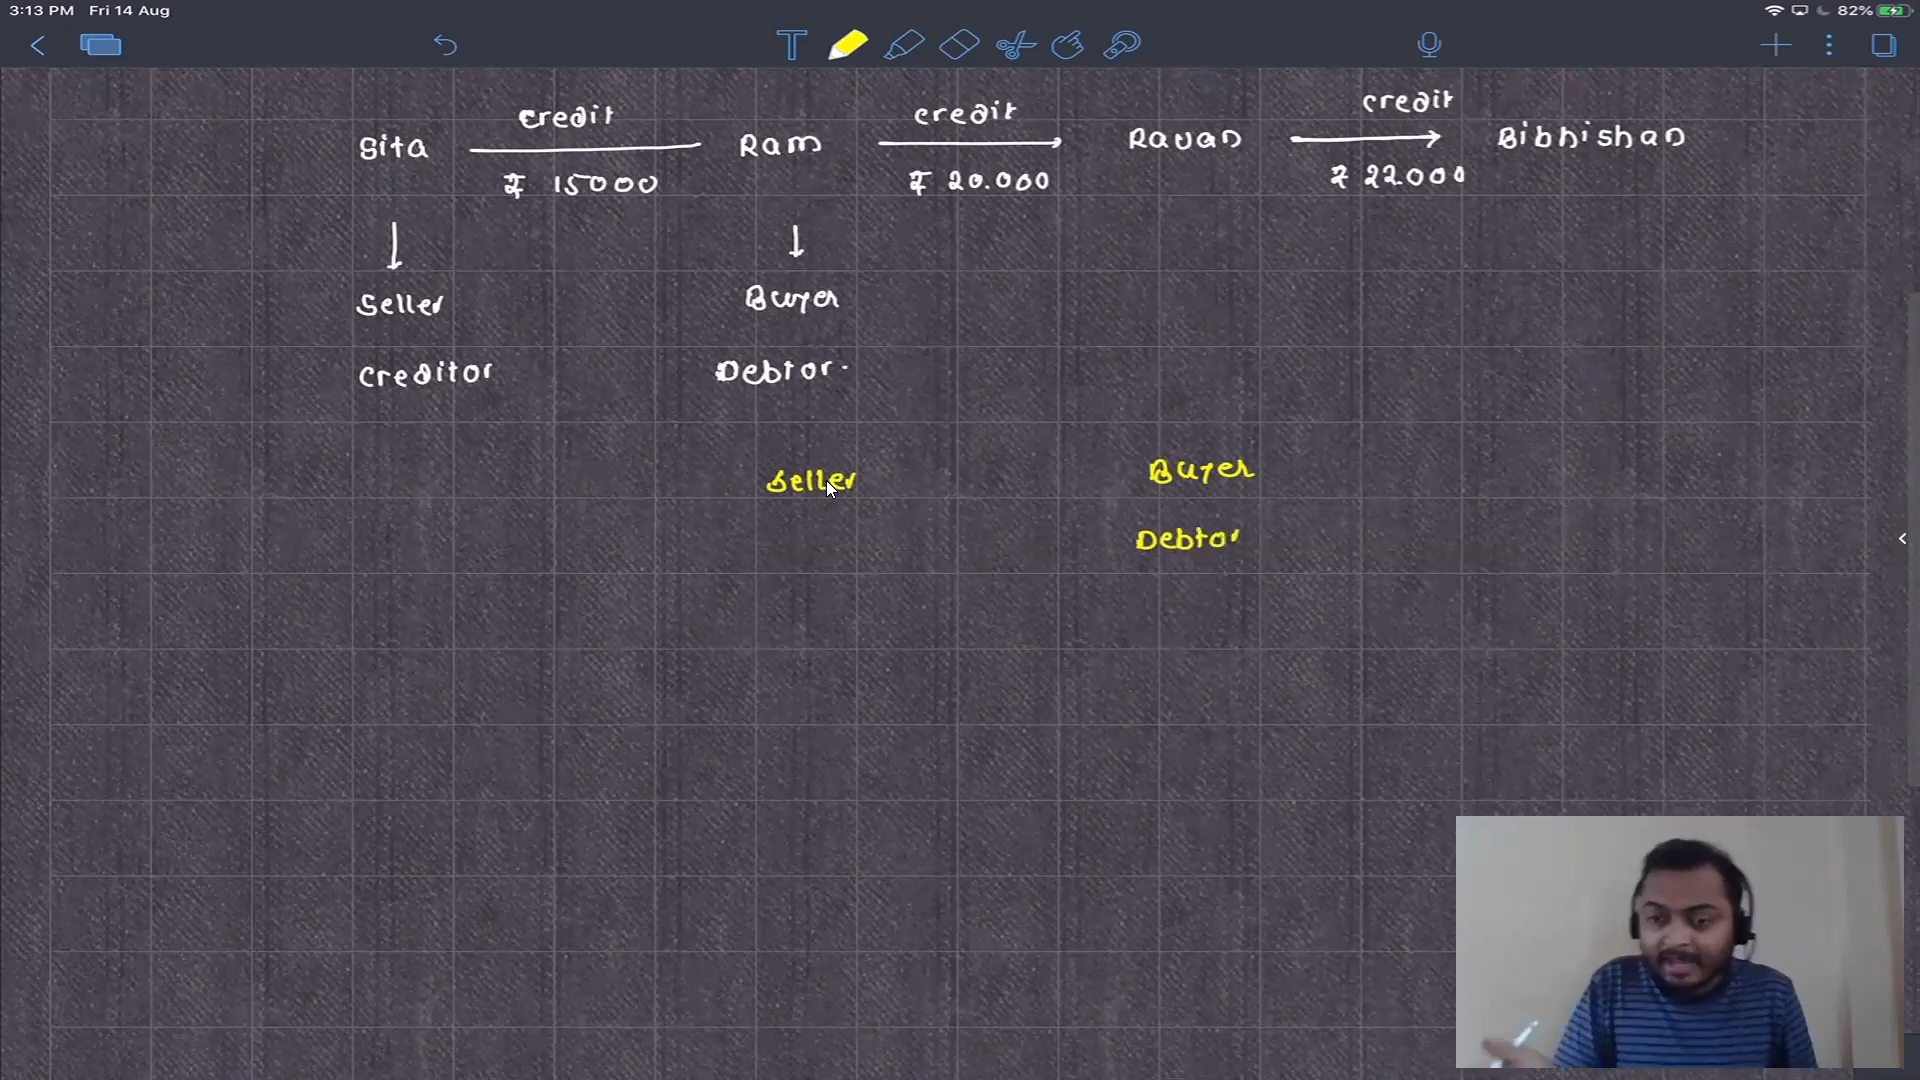 3:13 PM Fri 14 Aug 82%
credit credit credit
Sita Ram Ravan Bibhishan
₹ 15000 ₹ 20.000 ₹ 22000
Seller Buyer
Creditor Debtor.
Seller Buyer
Debtor